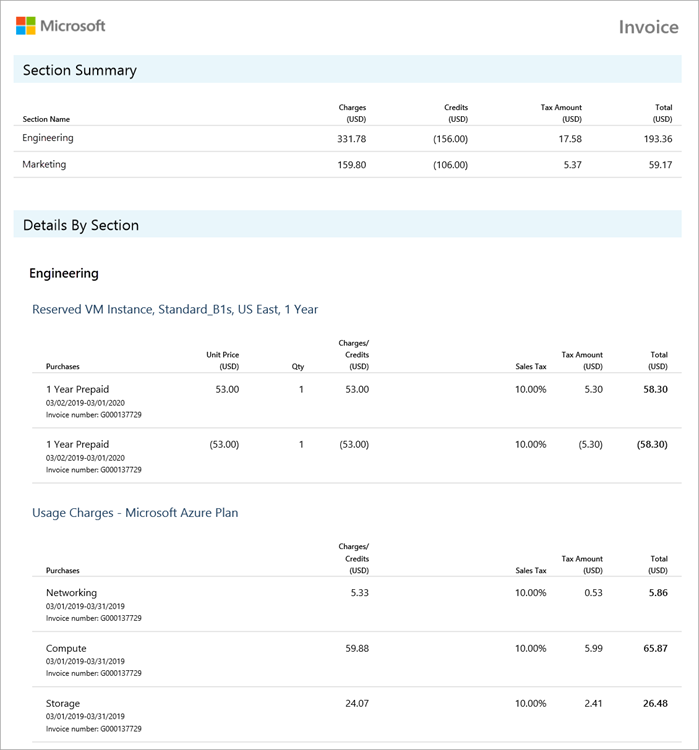 Microsoft Invoice
Section Summary
Charges Credits Tax Amount Total
Section Name (USD) (USD) (USD) (USD)
Engineering 331.78 (156.00) 17.58 193.36
Marketing 159.80 (106.00) 5.37 59.17
Details By Section
Engineering
Reserved VM Instance, Standard_B1s, US East, 1 Year
Charges/
Unit Price Credits Tax Amount Total
Purchases (USD) Qty (USD) Sales Tax (USD) (USD)
1 Year Prepaid 53.00 1 53.00 10.00% 5.30 58.30
03/02/2019-03/01/2020
Invoice number: G000137729
1 Year Prepaid (53.00) 1 (53.00) 10.00% (5.30) (58.30)
03/02/2019-03/01/2020
Invoice number: G000137729
Usage Charges - Microsoft Azure Plan
Charges/
Credits Tax Amount Total
Purchases (USD) Sales Tax (USD) (USD)
Networking 5.33 10.00% 0.53 5.86
03/01/2019-03/31/2019
Invoice number: G000137729
Compute 59.88 10.00% 5.99 65.87
03/01/2019-03/31/2019
Invoice number: G000137729
Storage 24.07 10.00% 2.41 26.48
03/01/2019-03/31/2019
Invoice number: G000137729